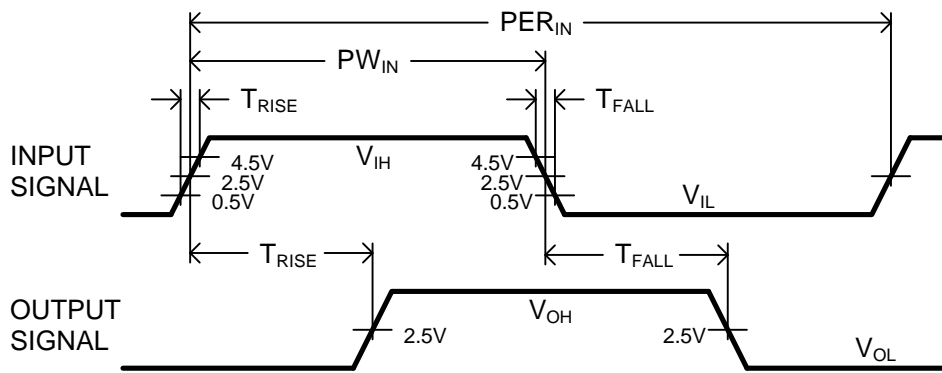 PER_IN
PW_IN
T_RISE T_FALL
INPUT SIGNAL
4.5V V_IH 4.5V
2.5V 2.5V
0.5V 0.5V V_IL
T_RISE T_FALL
OUTPUT SIGNAL
2.5V V_OH 2.5V
V_OL